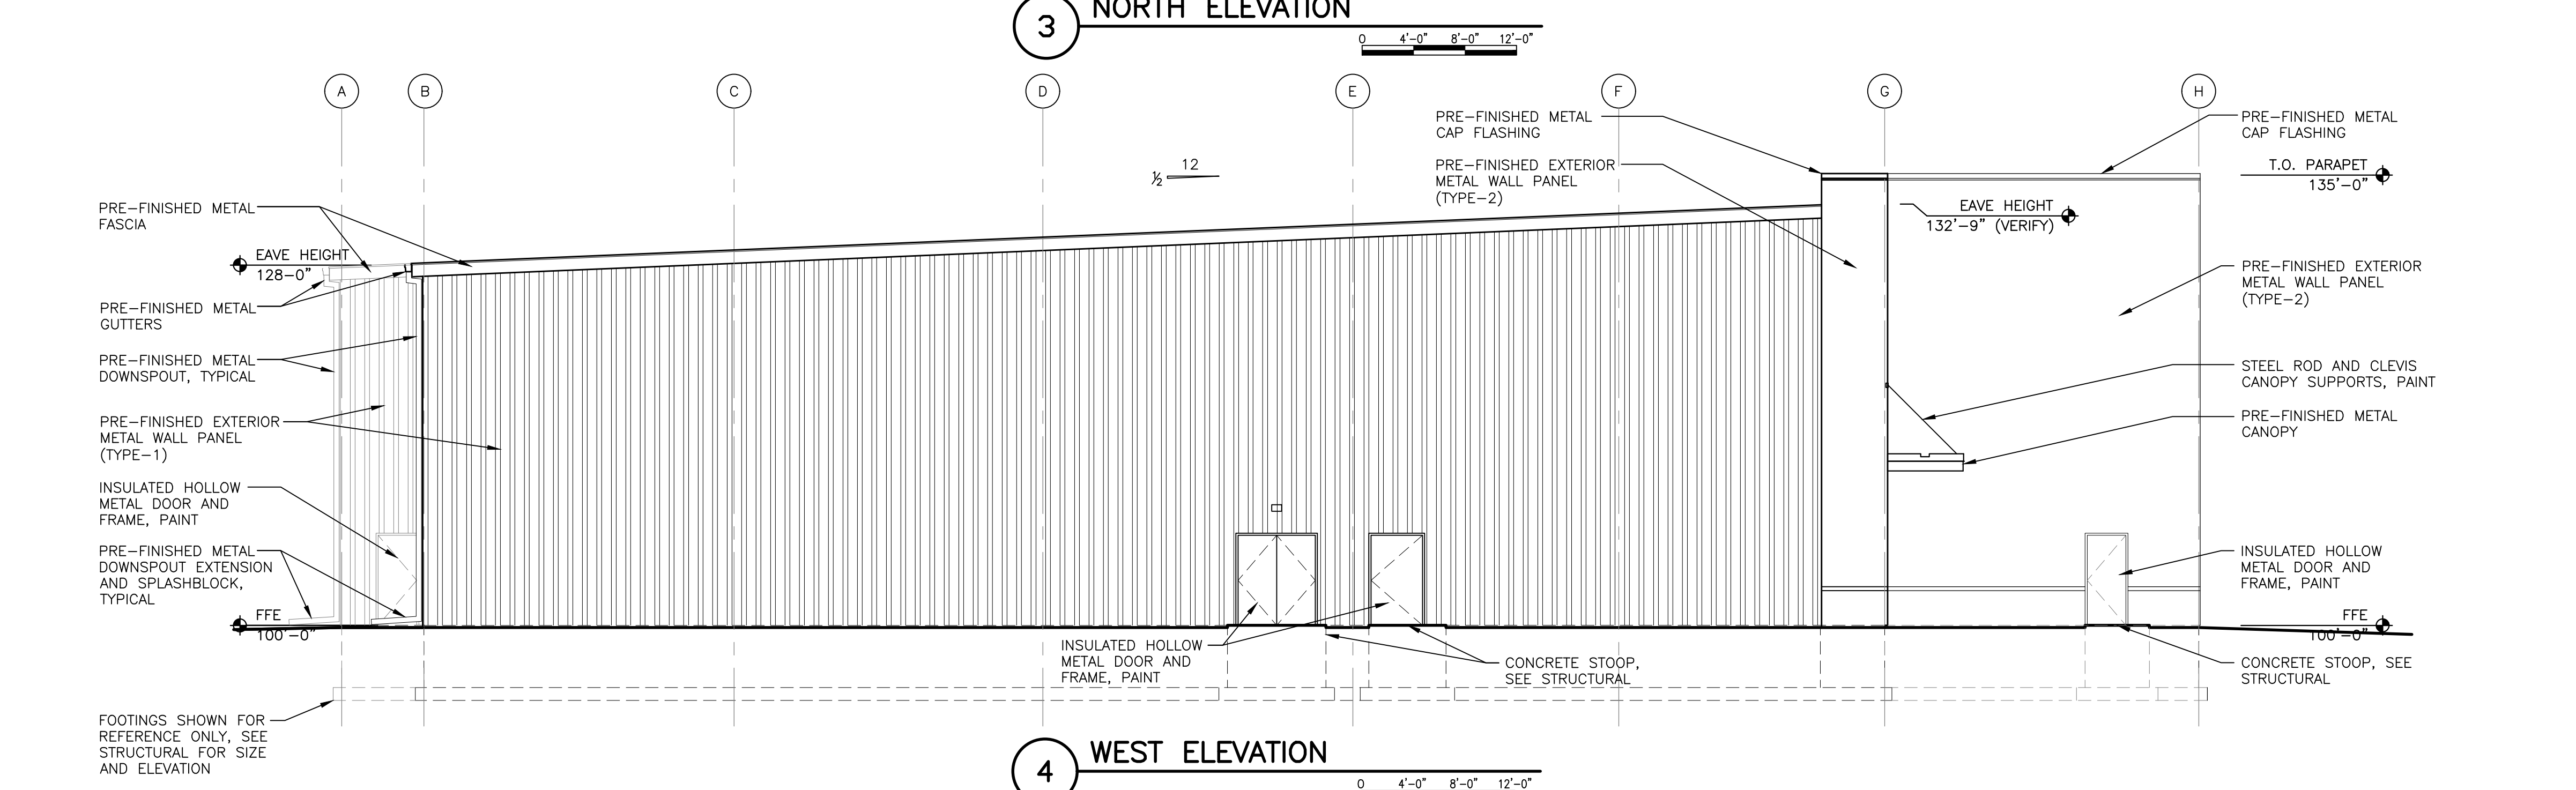 3
NORTH ELEVATION
0 4'-0" 8'-0" 12'-0"
A B C D E F G H
PRE-FINISHED METAL
CAP FLASHING
PRE-FINISHED METAL
CAP FLASHING
12
½
PRE-FINISHED EXTERIOR
METAL WALL PANEL
(TYPE-2)
T.O. PARAPET
135'-0"
PRE-FINISHED METAL
FASCIA
EAVE HEIGHT
132'-9" (VERIFY)
EAVE HEIGHT
128-0"
PRE-FINISHED EXTERIOR
METAL WALL PANEL
(TYPE-2)
PRE-FINISHED METAL
GUTTERS
PRE-FINISHED METAL
DOWNSPOUT, TYPICAL
STEEL ROD AND CLEVIS
CANOPY SUPPORTS, PAINT
PRE-FINISHED EXTERIOR
METAL WALL PANEL
(TYPE-1)
PRE-FINISHED METAL
CANOPY
INSULATED HOLLOW
METAL DOOR AND
FRAME, PAINT
PRE-FINISHED METAL
DOWNSPOUT EXTENSION
AND SPLASHBLOCK,
TYPICAL
INSULATED HOLLOW
METAL DOOR AND
FRAME, PAINT
FFE
100'-0"
FFE
100'-0"
INSULATED HOLLOW
METAL DOOR AND
FRAME, PAINT
CONCRETE STOOP,
SEE STRUCTURAL
CONCRETE STOOP, SEE
STRUCTURAL
FOOTINGS SHOWN FOR
REFERENCE ONLY, SEE
STRUCTURAL FOR SIZE
AND ELEVATION
4
WEST ELEVATION
0 4'-0" 8'-0" 12'-0"